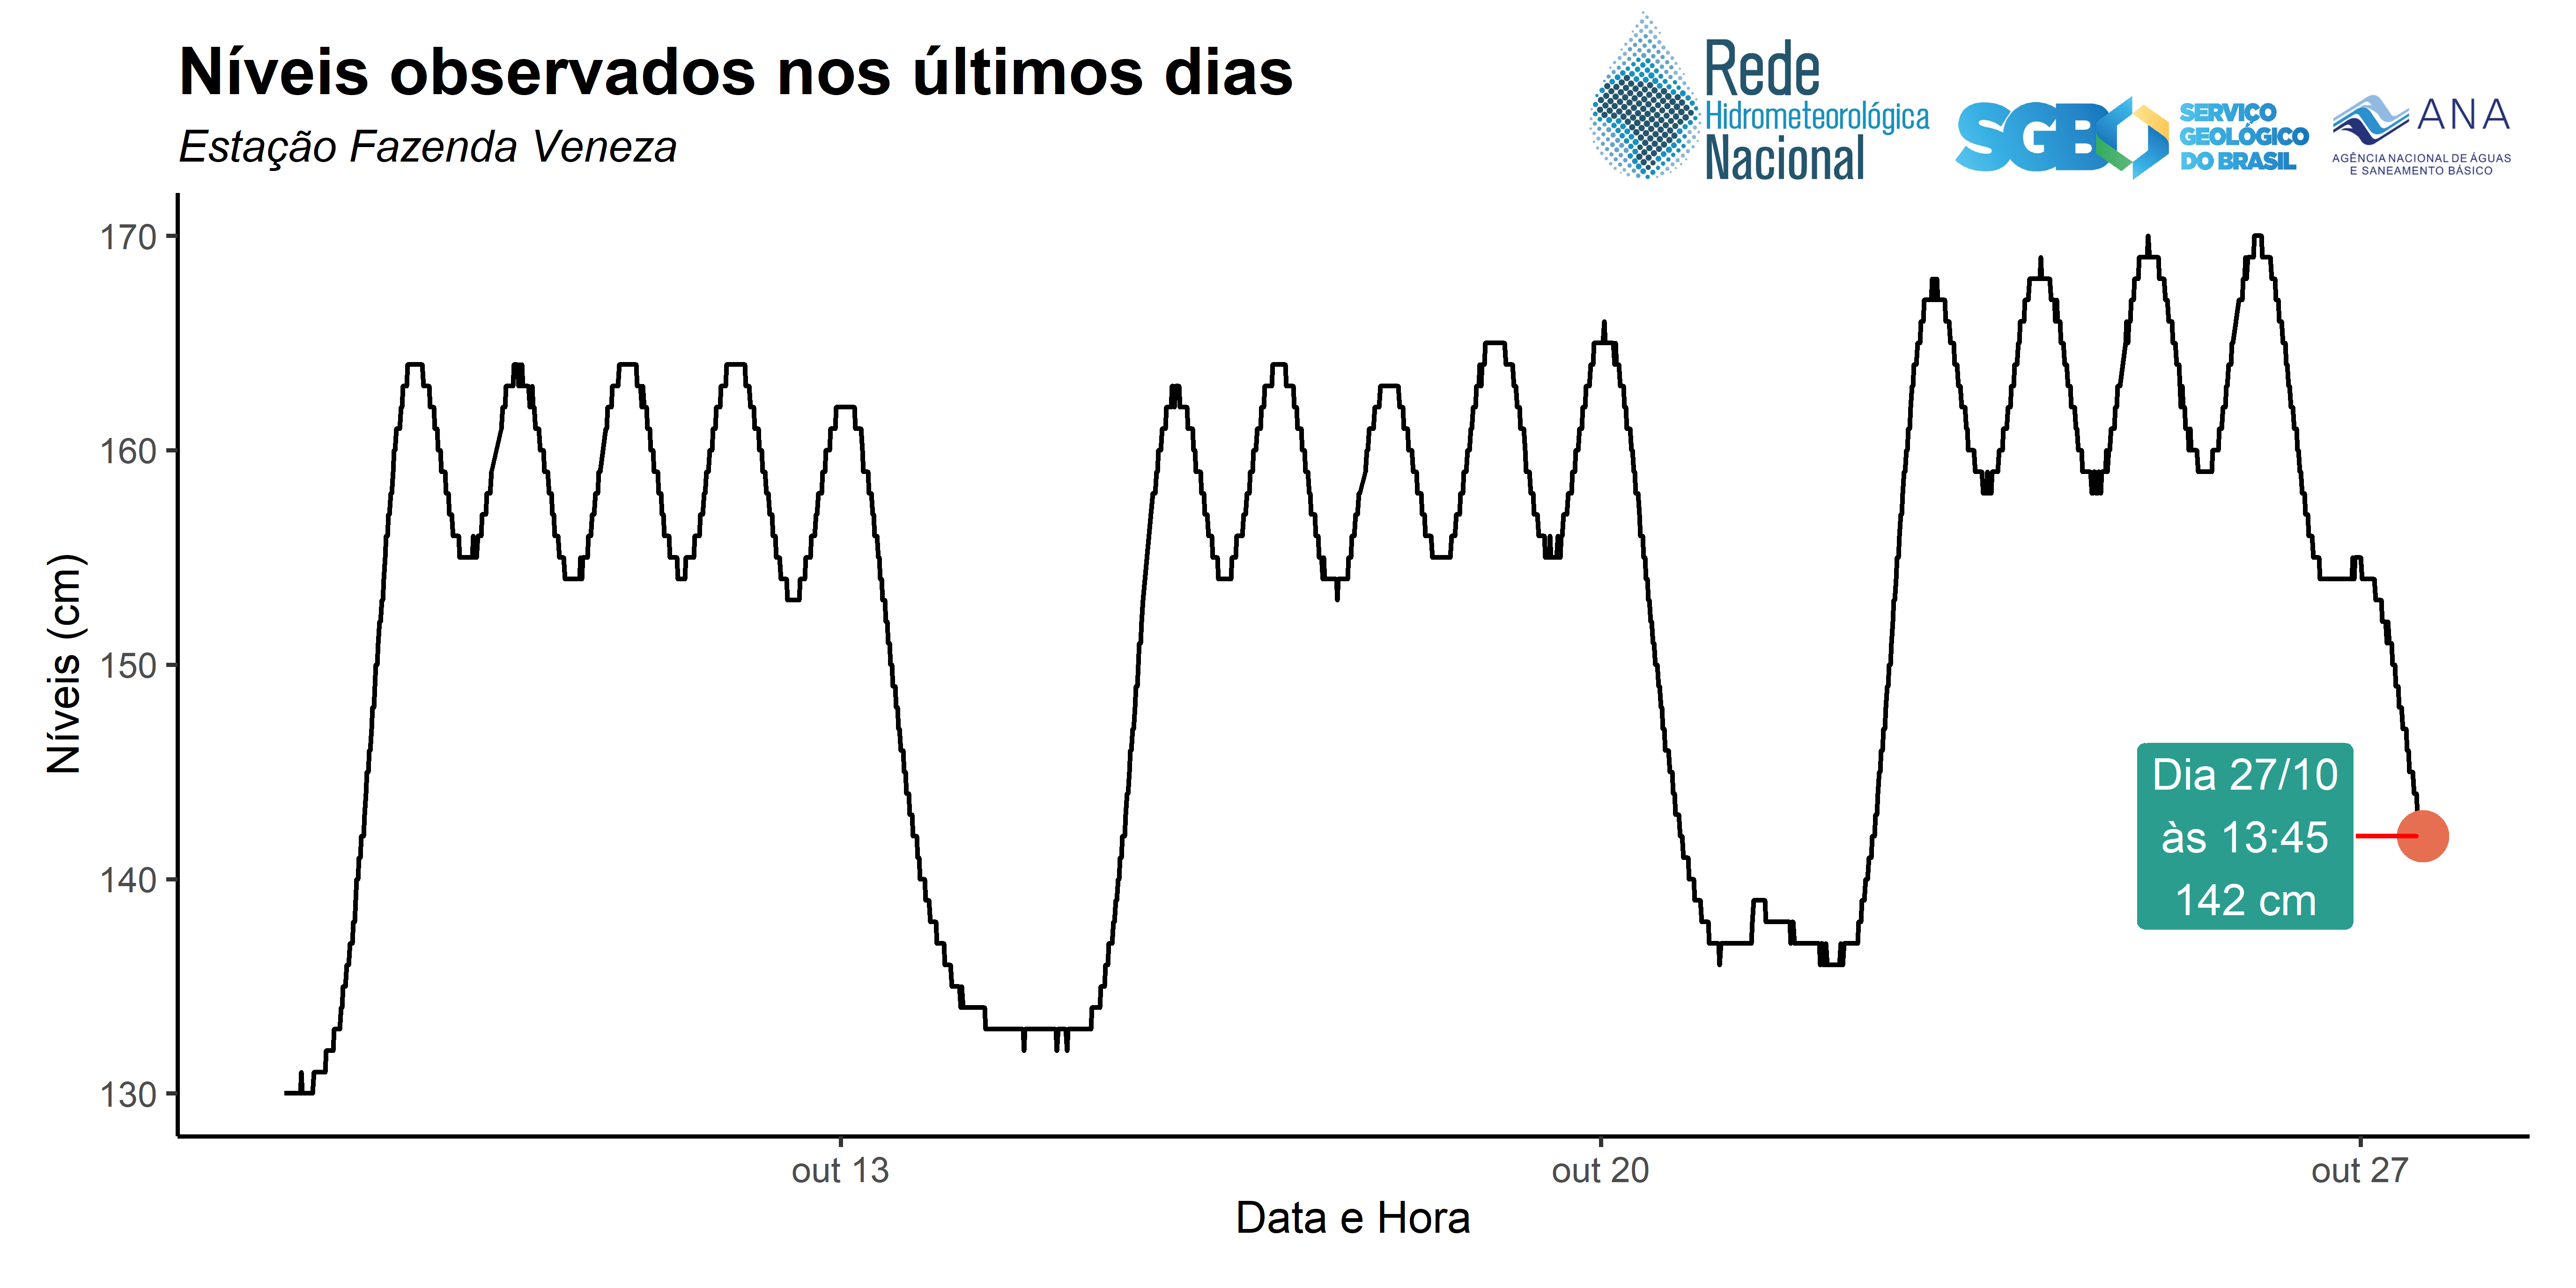 Níveis observados nos últimos dias
Estação Fazenda Veneza
Rede
Hidrometeorológica
Nacional
SGB
SERVIÇO
GEOLÓGICO
DO BRASIL
ANA
AGÊNCIA NACIONAL DE ÁGUAS
E SANEAMENTO BÁSICO
Níveis (cm)
170
160
150
140
130
Dia 27/10
às 13:45
142 cm
out 13
out 20
out 27
Data e Hora